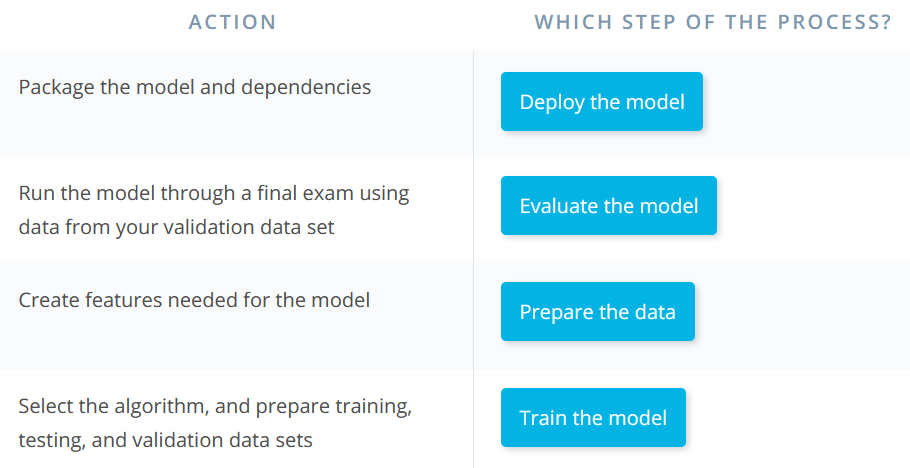 ACTION
WHICH STEP OF THE PROCESS?
Package the model and dependencies
Deploy the model
Run the model through a final exam using
data from your validation data set
Evaluate the model
Create features needed for the model
Prepare the data
Select the algorithm, and prepare training,
testing, and validation data sets
Train the model